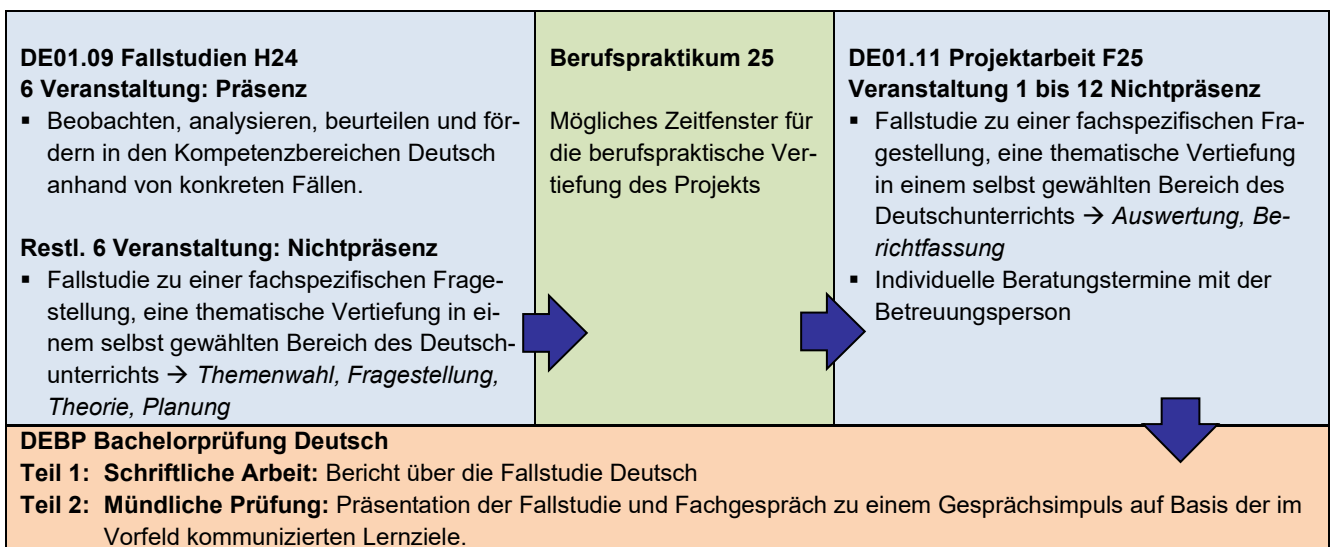 DE01.09 Fallstudien H24
6 Veranstaltung: Präsenz
▪ Beobachten, analysieren, beurteilen und för-
dern in den Kompetenzbereichen Deutsch
anhand von konkreten Fällen.
Restl. 6 Veranstaltung: Nichtpräsenz
▪ Fallstudie zu einer fachspezifischen Frage-
stellung, eine thematische Vertiefung in ei-
nem selbst gewählten Bereich des Deutsch-
unterrichts → Themenwahl, Fragestellung,
Theorie, Planung
Berufspraktikum 25
Mögliches Zeitfenster für
die berufspraktische Ver-
tiefung des Projekts
DE01.11 Projektarbeit F25
Veranstaltung 1 bis 12 Nichtpräsenz
▪ Fallstudie zu einer fachspezifischen Fra-
gestellung, eine thematische Vertiefung
in einem selbst gewählten Bereich des
Deutschunterrichts → Auswertung, Be-
richtfassung
▪ Individuelle Beratungstermine mit der
Betreuungsperson
DEBP Bachelorprüfung Deutsch
Teil 1: Schriftliche Arbeit: Bericht über die Fallstudie Deutsch
Teil 2: Mündliche Prüfung: Präsentation der Fallstudie und Fachgespräch zu einem Gesprächsimpuls auf Basis der im
Vorfeld kommunizierten Lernziele.